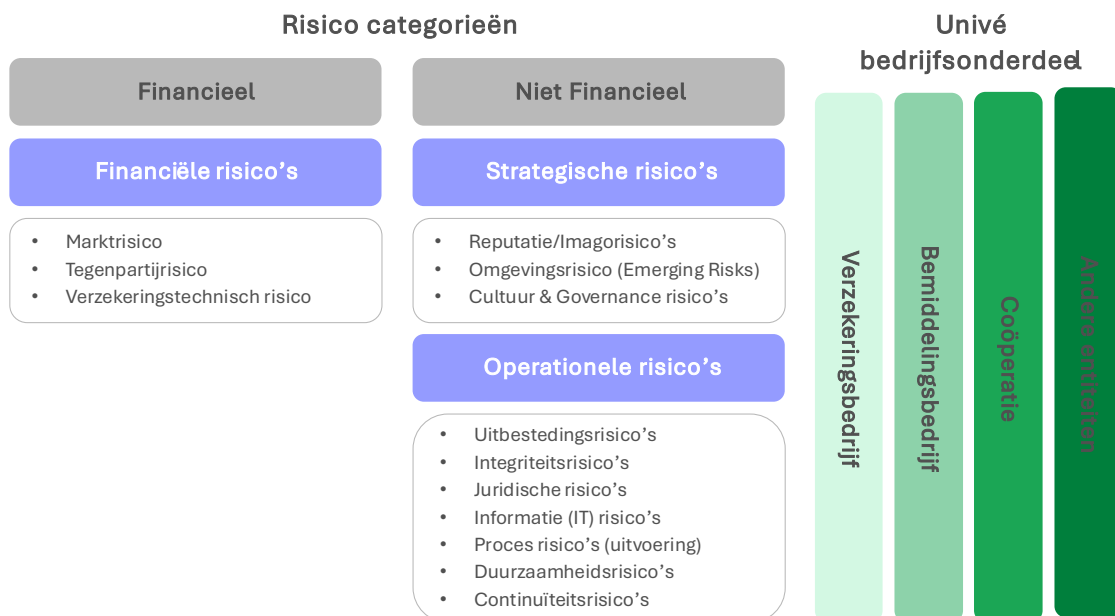 Risico categorieën
Financieel
Financiële risico's
• Marktrisico
• Tegenpartijrisico
• Verzekeringstechnisch risico
Niet Financieel
Strategische risico's
• Reputatie/Imagorisico's
• Omgevingsrisico (Emerging Risks)
• Cultuur & Governance risico's
Operationele risico's
• Uitbestedingsrisico's
• Integriteitsrisico's
• Juridische risico's
• Informatie (IT) risico's
• Proces risico's (uitvoering)
• Duurzaamheidsrisico's
• Continuïteitsrisico's
Univé
bedrijfsonderdeel
Verzekeringsbedrijf
Bemiddelingsbedrijf
Coöperatie
Andere entiteiten